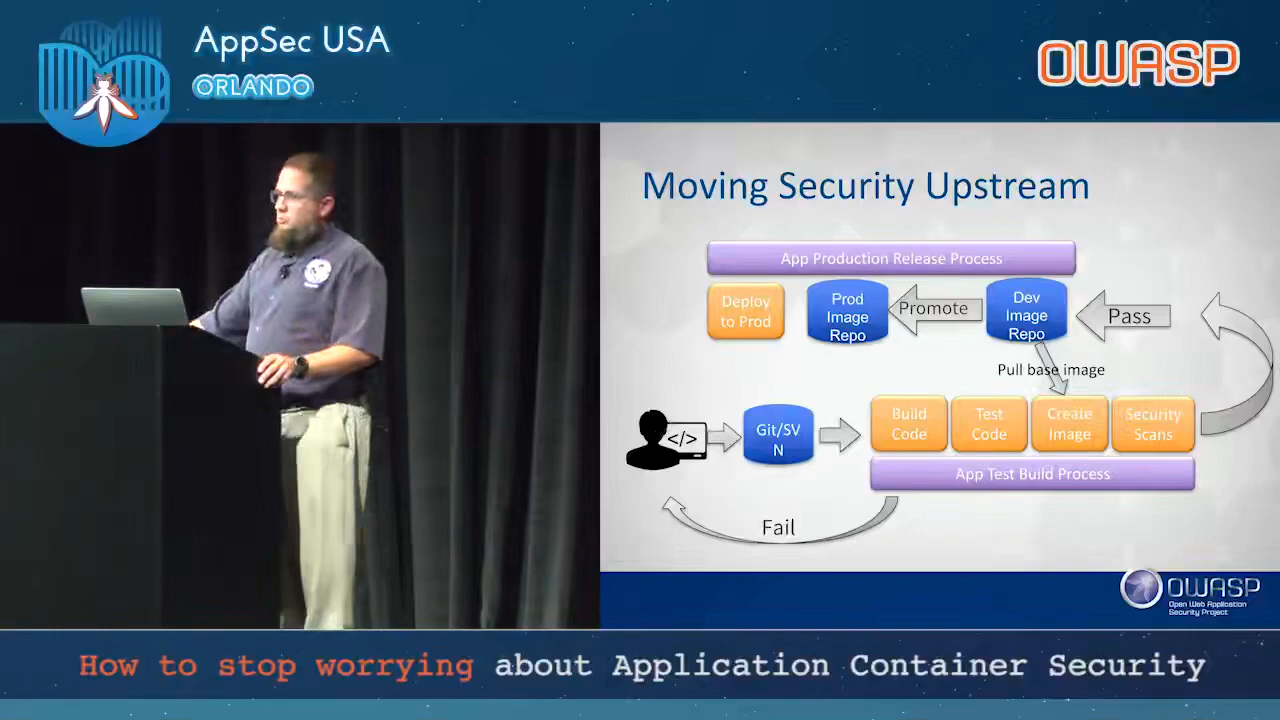 AppSec USA
ORLANDO
OWASP
Moving Security Upstream
App Production Release Process
Deploy
to Prod
Prod
Image
Repo
Promote
Dev
Image
Repo
Pass
Pull base image
</>
Git/SV
N
Build
Code
Test
Code
Create
Image
Security
Scans
App Test Build Process
Fail
OWASP
Open Web Application
Security Project
How to stop worrying about Application Container Security